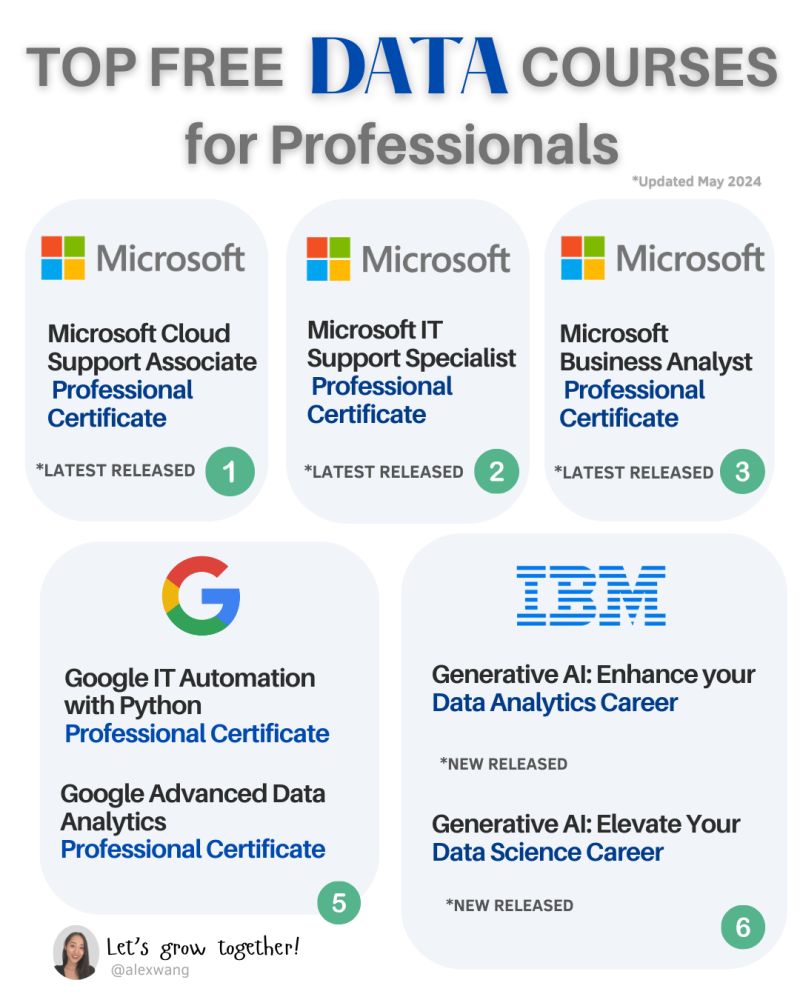 TOP FREE DATA COURSES
for Professionals
*Updated May 2024
Microsoft
Microsoft Cloud
Support Associate
Professional
Certificate
*LATEST RELEASED
1
Microsoft
Microsoft IT
Support Specialist
Professional
Certificate
*LATEST RELEASED
2
Microsoft
Microsoft
Business Analyst
Professional
Certificate
*LATEST RELEASED
3
G
Google IT Automation
with Python
Professional Certificate
Google Advanced Data
Analytics
Professional Certificate
5
IBM
Generative AI: Enhance your
Data Analytics Career
*NEW RELEASED
Generative AI: Elevate Your
Data Science Career
*NEW RELEASED
6
Let's grow together!
@alexwang